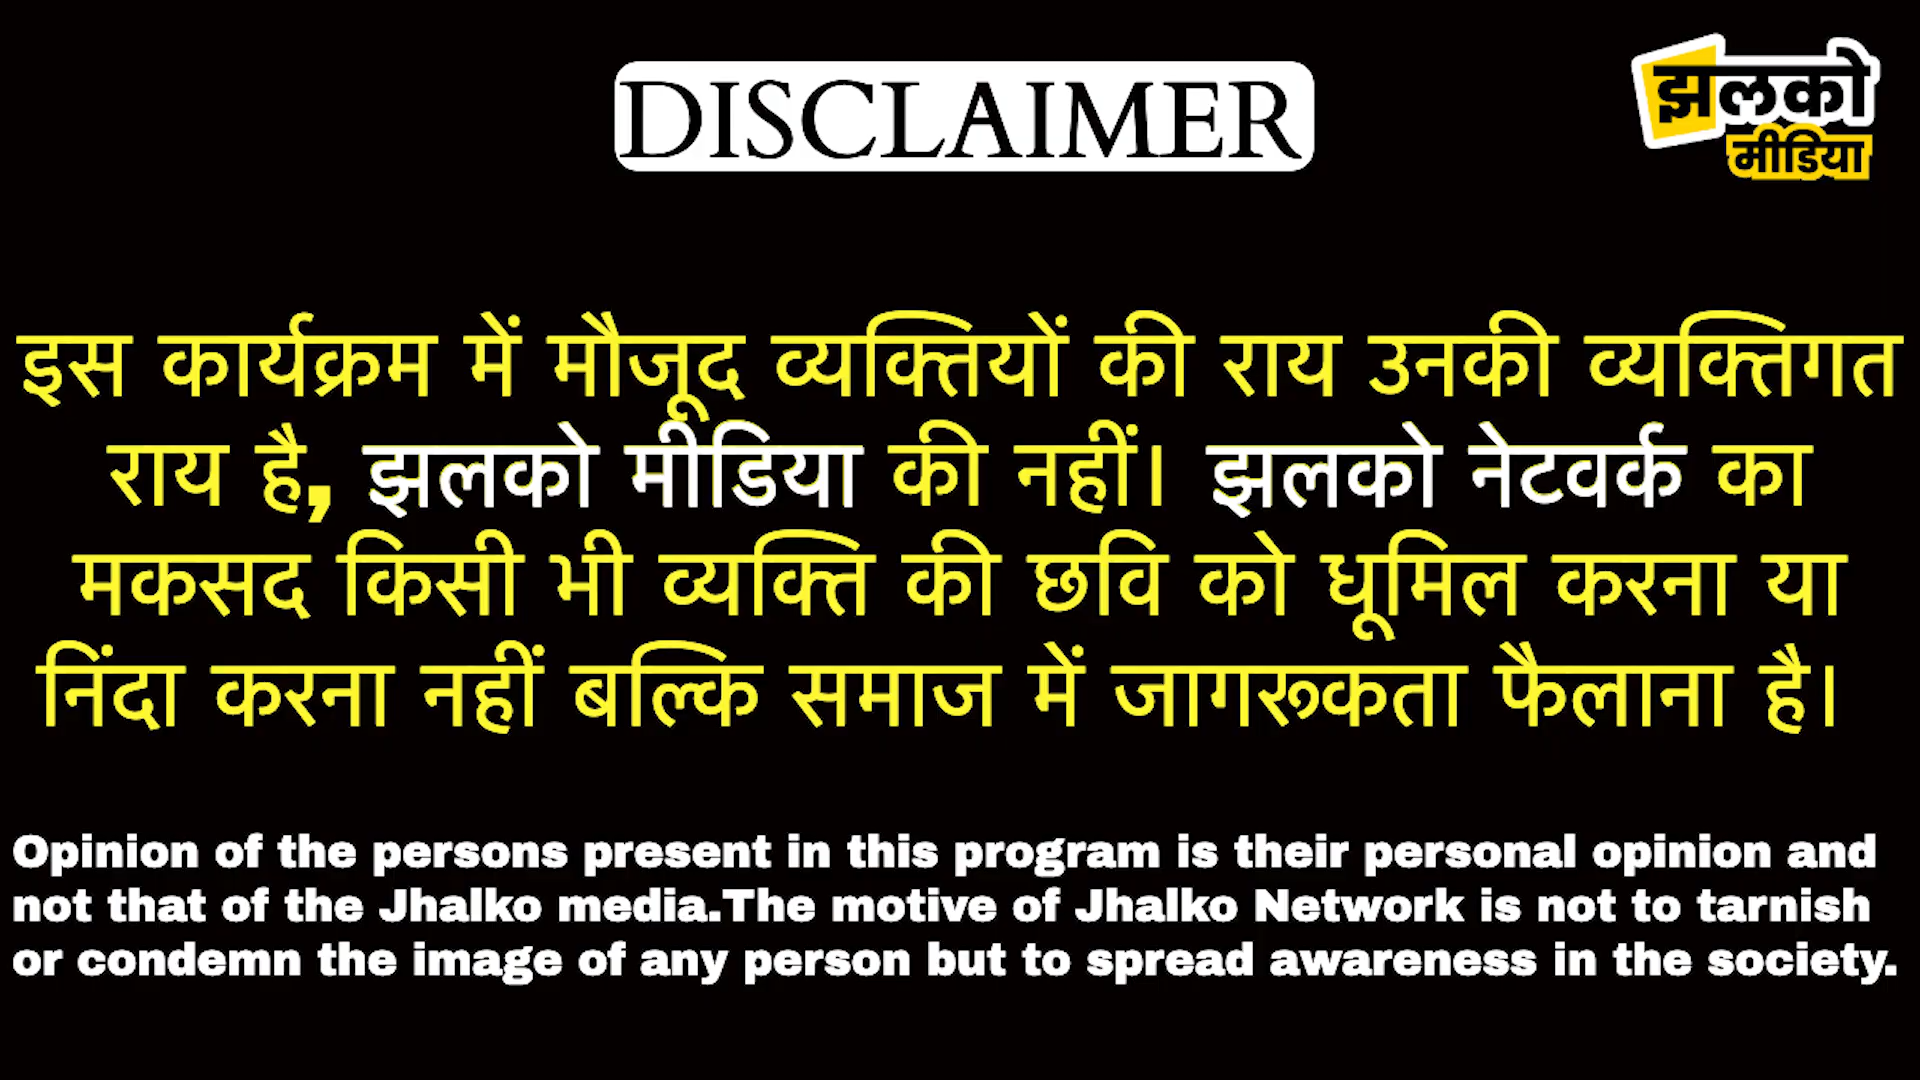 DISCLAIMER
झलको
मीडिया
इस कार्यक्रम में मौजूद व्यक्तियों की राय उनकी व्यक्तिगत
राय है, झलको मीडिया की नहीं। झलको नेटवर्क का
मकसद किसी भी व्यक्ति की छवि को धूमिल करना या
निंदा करना नहीं बल्कि समाज में जागरूकता फैलाना है।
Opinion of the persons present in this program is their personal opinion and
not that of the Jhalko media.The motive of Jhalko Network is not to tarnish
or condemn the image of any person but to spread awareness in the society.